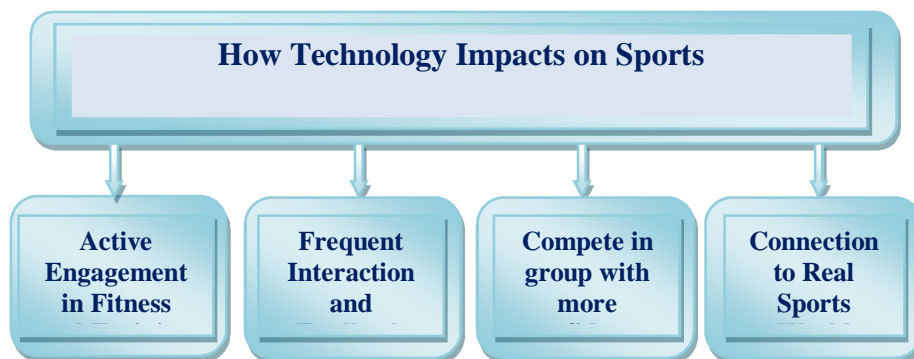 How Technology Impacts on Sports
Active
Engagement
in Fitness
Frequent
Interaction
and
Compete in
group with
more
Connection
to Real
Sports